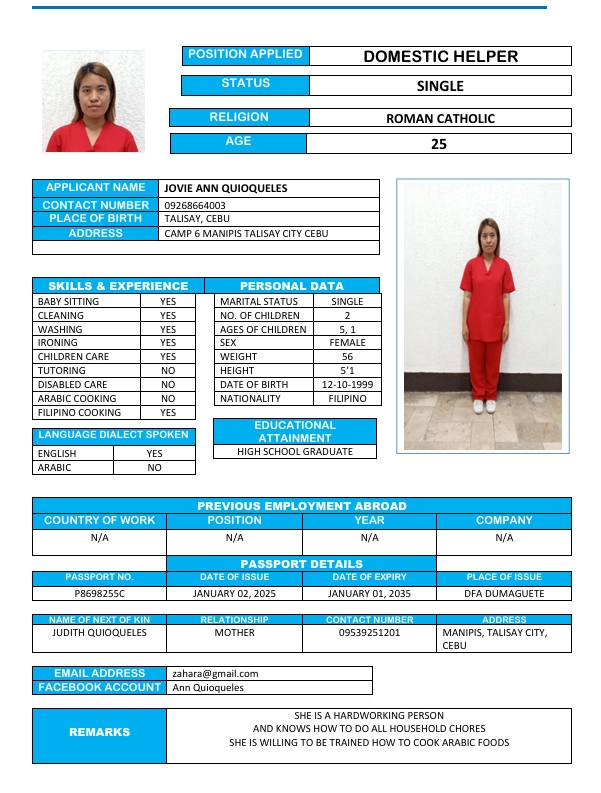 POSITION APPLIED DOMESTIC HELPER
STATUS SINGLE
RELIGION ROMAN CATHOLIC
AGE 25
APPLICANT NAME JOVIE ANN QUIOQUELES
CONTACT NUMBER 09268664003
PLACE OF BIRTH TALISAY, CEBU
ADDRESS CAMP 6 MANIPIS TALISAY CITY CEBU
SKILLS & EXPERIENCE
BABY SITTING YES
CLEANING YES
WASHING YES
IRONING YES
CHILDREN CARE YES
TUTORING NO
DISABLED CARE NO
ARABIC COOKING NO
FILIPINO COOKING YES
LANGUAGE DIALECT SPOKEN
ENGLISH YES
ARABIC NO
PERSONAL DATA
MARITAL STATUS SINGLE
NO. OF CHILDREN 2
AGES OF CHILDREN 5, 1
SEX FEMALE
WEIGHT 56
HEIGHT 5'1
DATE OF BIRTH 12-10-1999
NATIONALITY FILIPINO
EDUCATIONAL
ATTAINMENT
HIGH SCHOOL GRADUATE
PREVIOUS EMPLOYMENT ABROAD
COUNTRY OF WORK POSITION YEAR COMPANY
N/A N/A N/A N/A
PASSPORT DETAILS
PASSPORT NO. DATE OF ISSUE DATE OF EXPIRY PLACE OF ISSUE
P8698255C JANUARY 02, 2025 JANUARY 01, 2035 DFA DUMAGUETE
NAME OF NEXT OF KIN RELATIONSHIP CONTACT NUMBER ADDRESS
JUDITH QUIOQUELES MOTHER 09539251201 MANIPIS, TALISAY CITY,
CEBU
EMAIL ADDRESS zahara@gmail.com
FACEBOOK ACCOUNT Ann Quioqueles
REMARKS
SHE IS A HARDWORKING PERSON
AND KNOWS HOW TO DO ALL HOUSEHOLD CHORES
SHE IS WILLING TO BE TRAINED HOW TO COOK ARABIC FOODS